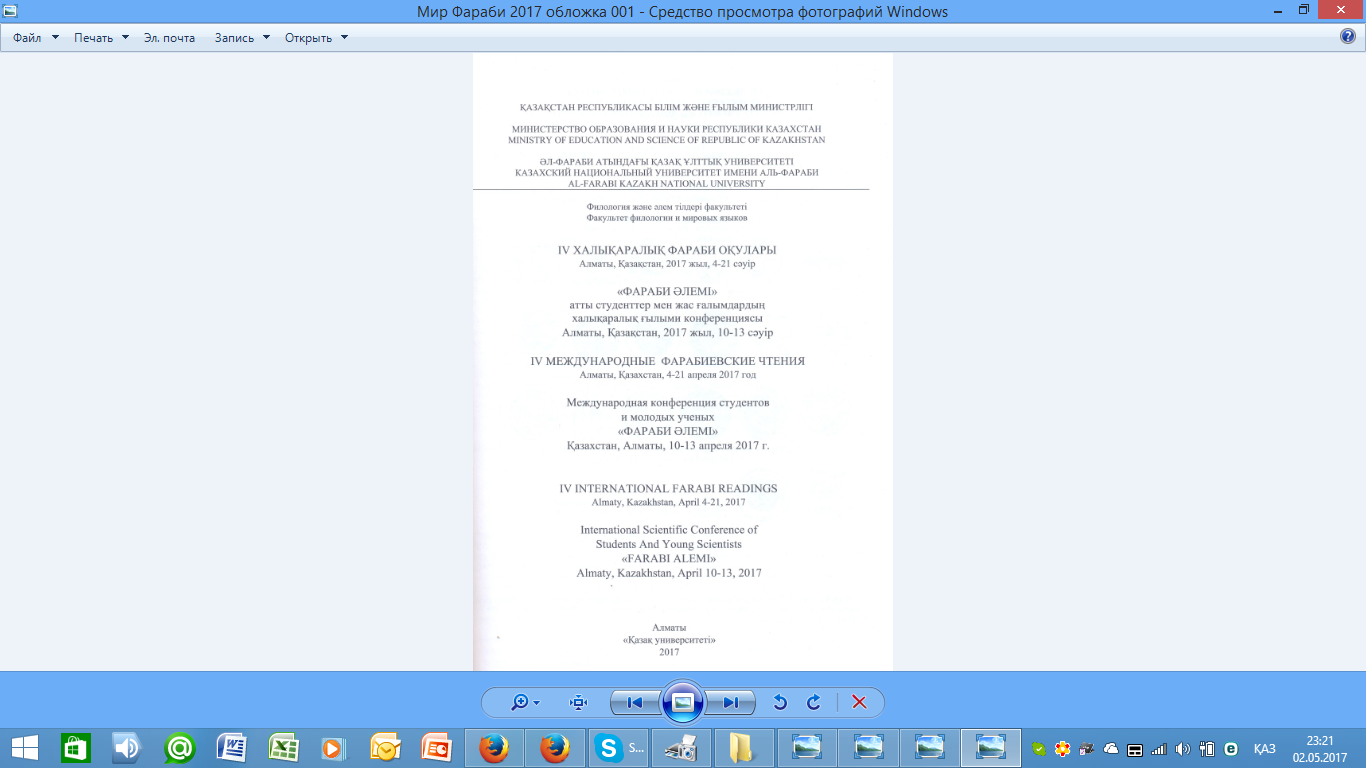 Мир Фараби 2017 обложка 001 - Средство просмотра фотографий Windows
Файл Печать Эл. почта Запись Открыть
ҚАЗАҚСТАН РЕСПУБЛИКАСЫ БІЛІМ ЖӘНЕ ҒЫЛЫМ МИНИСТРЛІГІ
МИНИСТЕРСТВО ОБРАЗОВАНИЯ И НАУКИ РЕСПУБЛИКИ КАЗАХСТАН
MINISTRY OF EDUCATION AND SCIENCE OF REPUBLIC OF KAZAKHSTAN
ӘЛ-ФАРАБИ АТЫНДАҒЫ ҚАЗАҚ ҰЛТТЫҚ УНИВЕРСИТЕТІ
КАЗАХСКИЙ НАЦИОНАЛЬНЫЙ УНИВЕРСИТЕТ ИМЕНИ АЛЬ-ФАРАБИ
AL-FARABI KAZAKH NATIONAL UNIVERSITY
Филология және әлем тілдері факультеті
Факультет филологии и мировых языков
IV ХАЛЫҚАРАЛЫҚ ФАРАБИ ОҚУЛАРЫ
Алматы, Қазақстан, 2017 жыл, 4-21 сәуір
«ФАРАБИ ӘЛЕМІ»
атты студенттер мен жас ғалымдардың
халықаралық ғылыми конференциясы
Алматы, Қазақстан, 2017 жыл, 10-13 сәуір
IV МЕЖДУНАРОДНЫЕ ФАРАБИЕВСКИЕ ЧТЕНИЯ
Алматы, Казахстан, 4-21 апреля 2017 год
Международная конференция студентов
и молодых ученых
«ФАРАБИ ӘЛЕМІ»
Қазахстан, Алматы, 10-13 апреля 2017 г.
IV INTERNATIONAL FARABI READINGS
Almaty, Kazakhstan, April 4-21, 2017
International Scientific Conference of
Students And Young Scientists
«FARABI ALEMI»
Almaty, Kazakhstan, April 10-13, 2017
Алматы
«Қазақ университеті»
2017
S...
ҚАЗ
23:21
02.05.2017